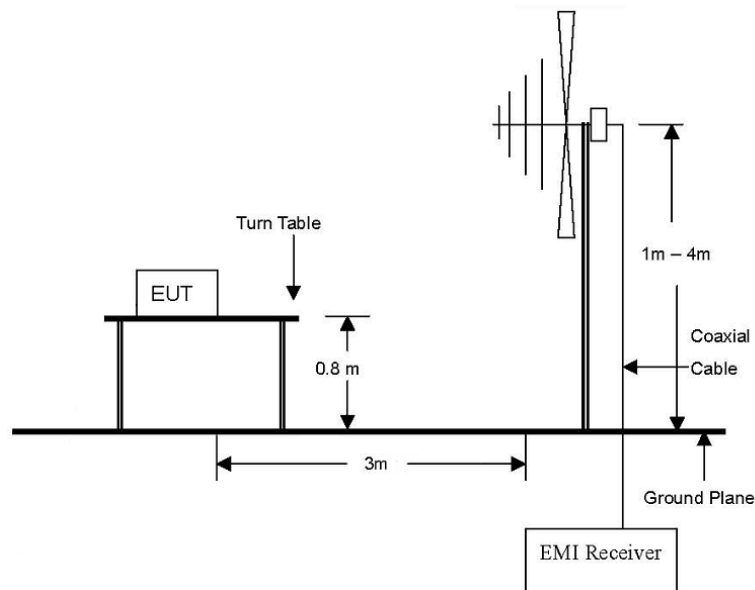 Turn Table
EUT
1m – 4m
0.8 m
Coaxial
Cable
3m
Ground Plane
EMI Receiver